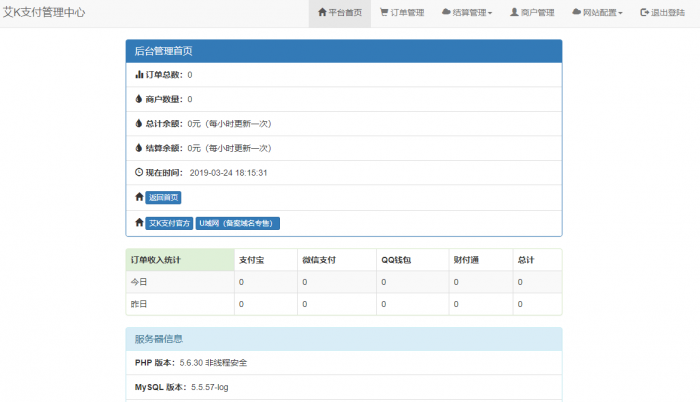 艾K支付管理中心 平台首页 订单管理 结算管理 商户管理 网站配置 退出登陆
后台管理首页
订单总数：0
商户数量：0
总计余额：0元（每小时更新一次）
结算余额：0元（每小时更新一次）
现在时间： 2019-03-24 18:15:31
返回首页
艾K支付官方 U域网（备案域名专售）
订单收入统计 支付宝 微信支付 QQ钱包 财付通 总计
今日 0 0 0 0 0
昨日 0 0 0 0 0
服务器信息
PHP 版本：5.6.30 非线程安全
MySQL 版本：5.5.57-log